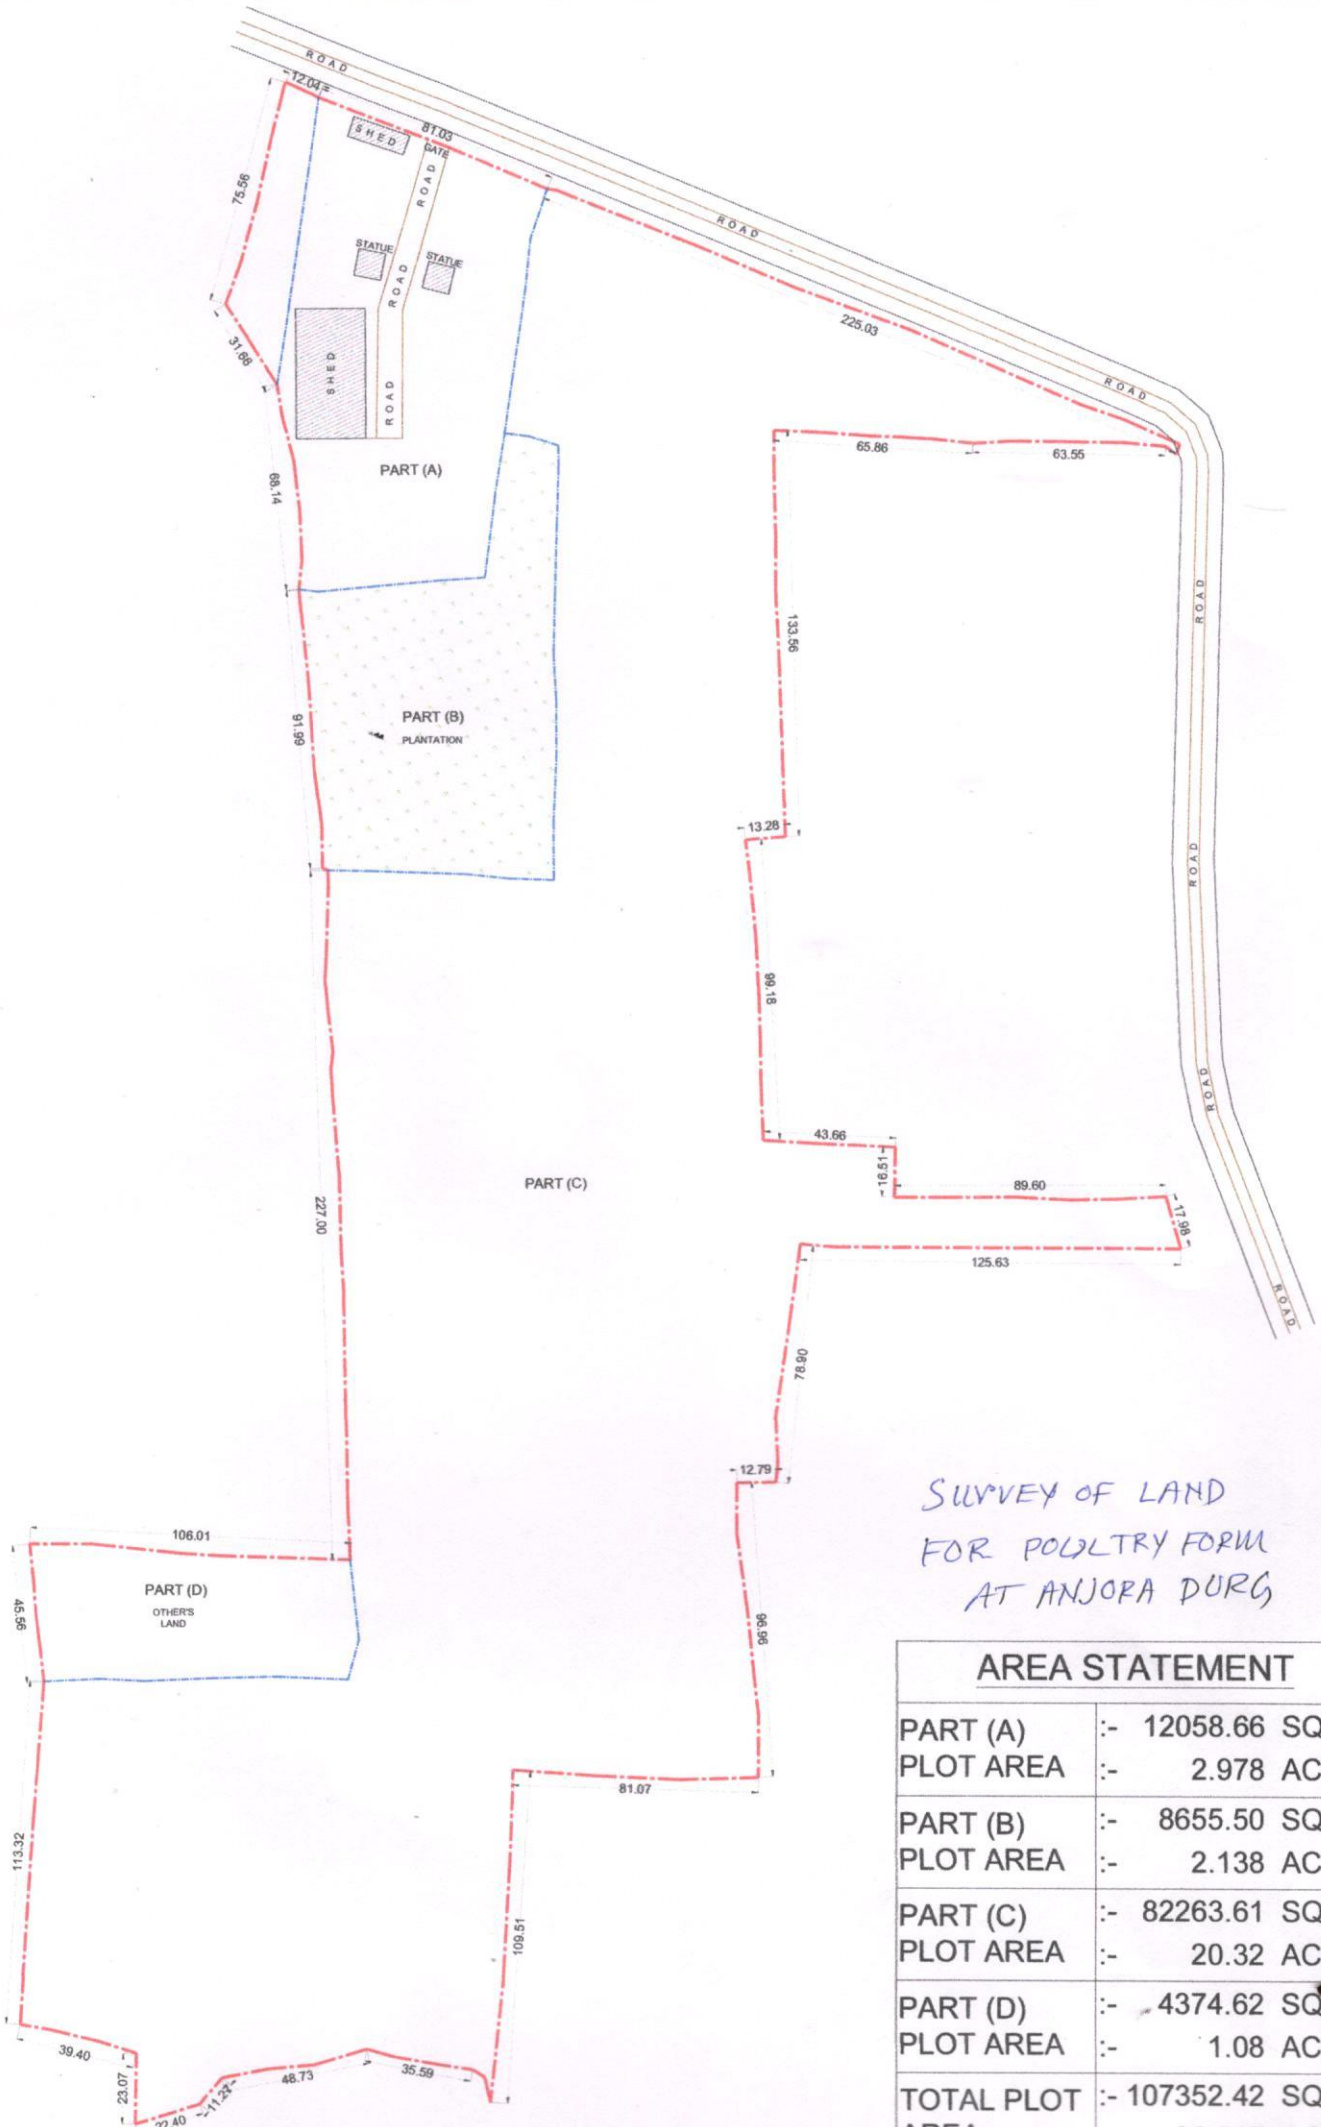 ROAD
12.04
SHED
81.03
GATE
ROAD
75.56
ROAD
STATUE
STATUE
ROAD
225.03
31.66
SHED
ROAD
ROAD
65.86
63.55
PART (A)
68.14
ROAD
133.56
PART (B)
PLANTATION
91.99
13.28
ROAD
99.18
ROAD
43.66
16.51
PART (C)
89.60
17.98
227.00
125.63
ROAD
78.90
12.79
SURVEY OF LAND
FOR POULTRY FORM
AT ANJORA DURG
106.01
PART (D)
OTHER'S
LAND
45.56
96.96
AREA STATEMENT
PART (A) :- 12058.66 SQ
PLOT AREA :- 2.978 AC
81.07
PART (B) :- 8655.50 SQ
PLOT AREA :- 2.138 AC
113.32
PART (C) :- 82263.61 SQ
PLOT AREA :- 20.32 AC
109.51
PART (D) :- 4374.62 SQ
PLOT AREA :- 1.08 AC
39.40
48.73
35.59
23.07
11.27
22.40
TOTAL PLOT :- 107352.42 SQ